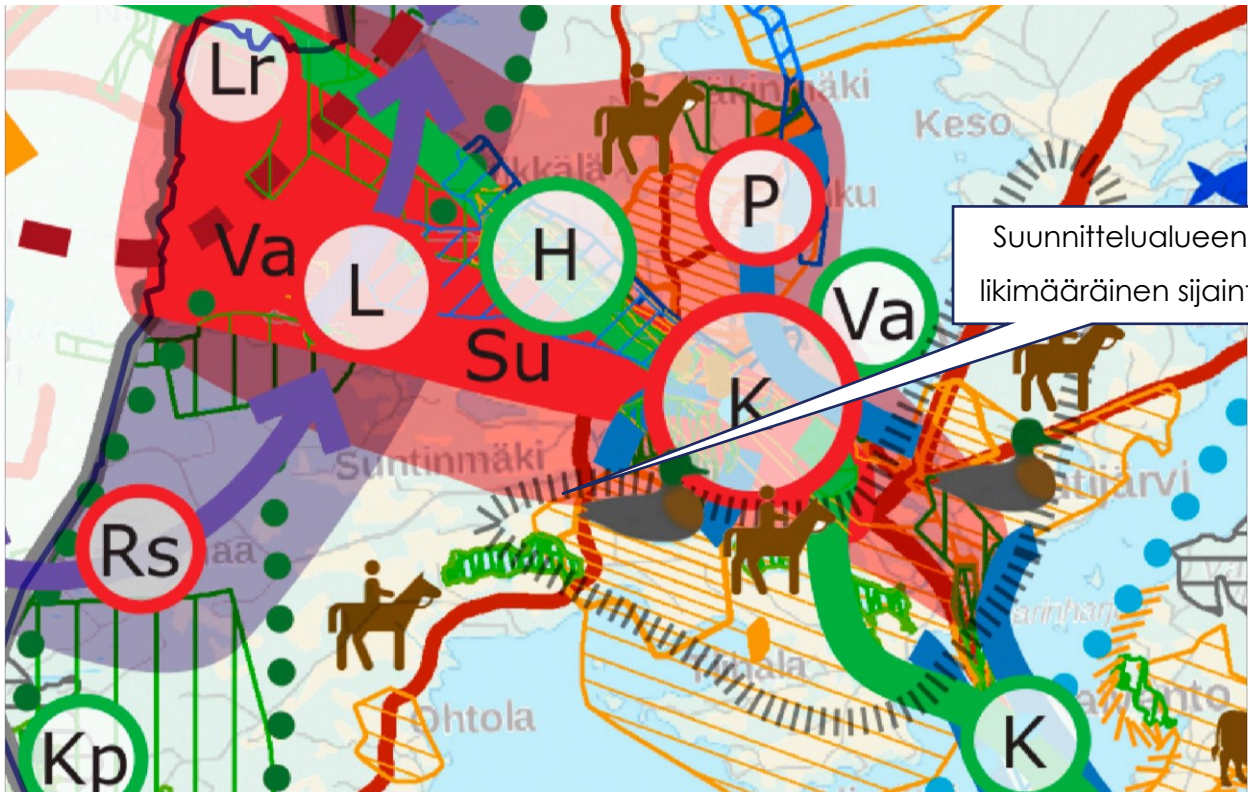 Lr
Keso
P
H
Va
L
Suunnittelualueen
likimääräinen sijaint
Va
Su
K
Suntinmäki
Rs
Ohtola
K
Kp